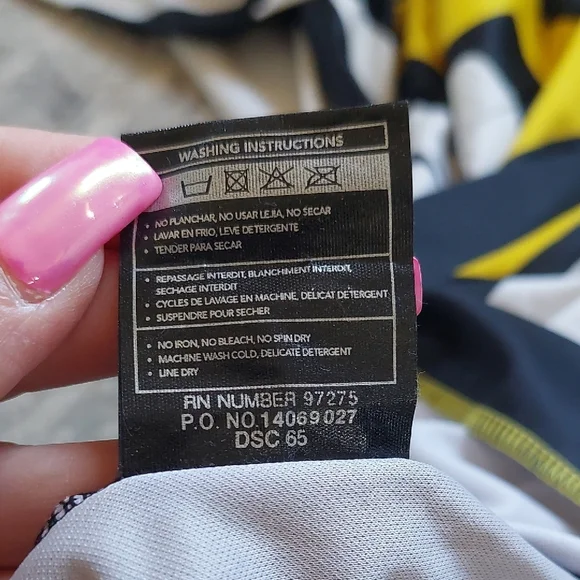 WASHING INSTRUCTIONS
• NO PLANCHAR, NO USAR LEJIA, NO SECAR
• LAVAR EN FRIO, LEVE DETERGENTE
• TENDER PARA SECAR
• REPASSAGE INTERDIT, BLANCHIMENT INTERDIT,
SECHAGE INTERDIT
• CYCLES DE LAVAGE EN MACHINE, DÉLICAT DETERGENT
• SUSPENDRE POUR SECHER
• NO IRON, NO BLEACH, NO SPIN DRY
• MACHINE WASH COLD, DELICATE DETERGENT
• LINE DRY
RN NUMBER 97275
P.O. NO.14069027
DSC 65